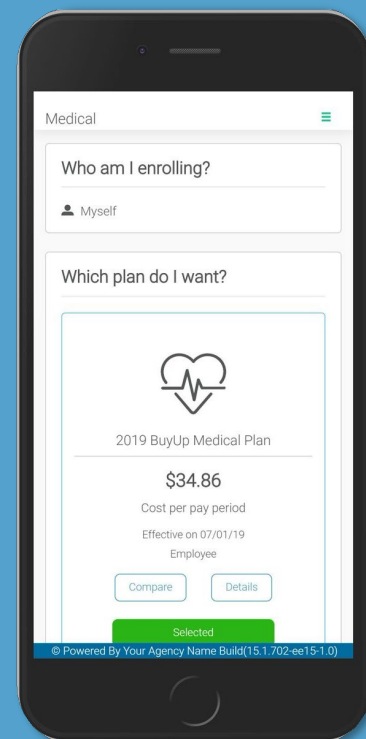 Medical
Who am I enrolling?
Myself
Which plan do I want?
2019 BuyUp Medical Plan
$34.86
Cost per pay period
Effective on 07/01/19
Employee
Compare
Details
Selected
© Powered By Your Agency Name Build(15.1.702-ee15-1.0)